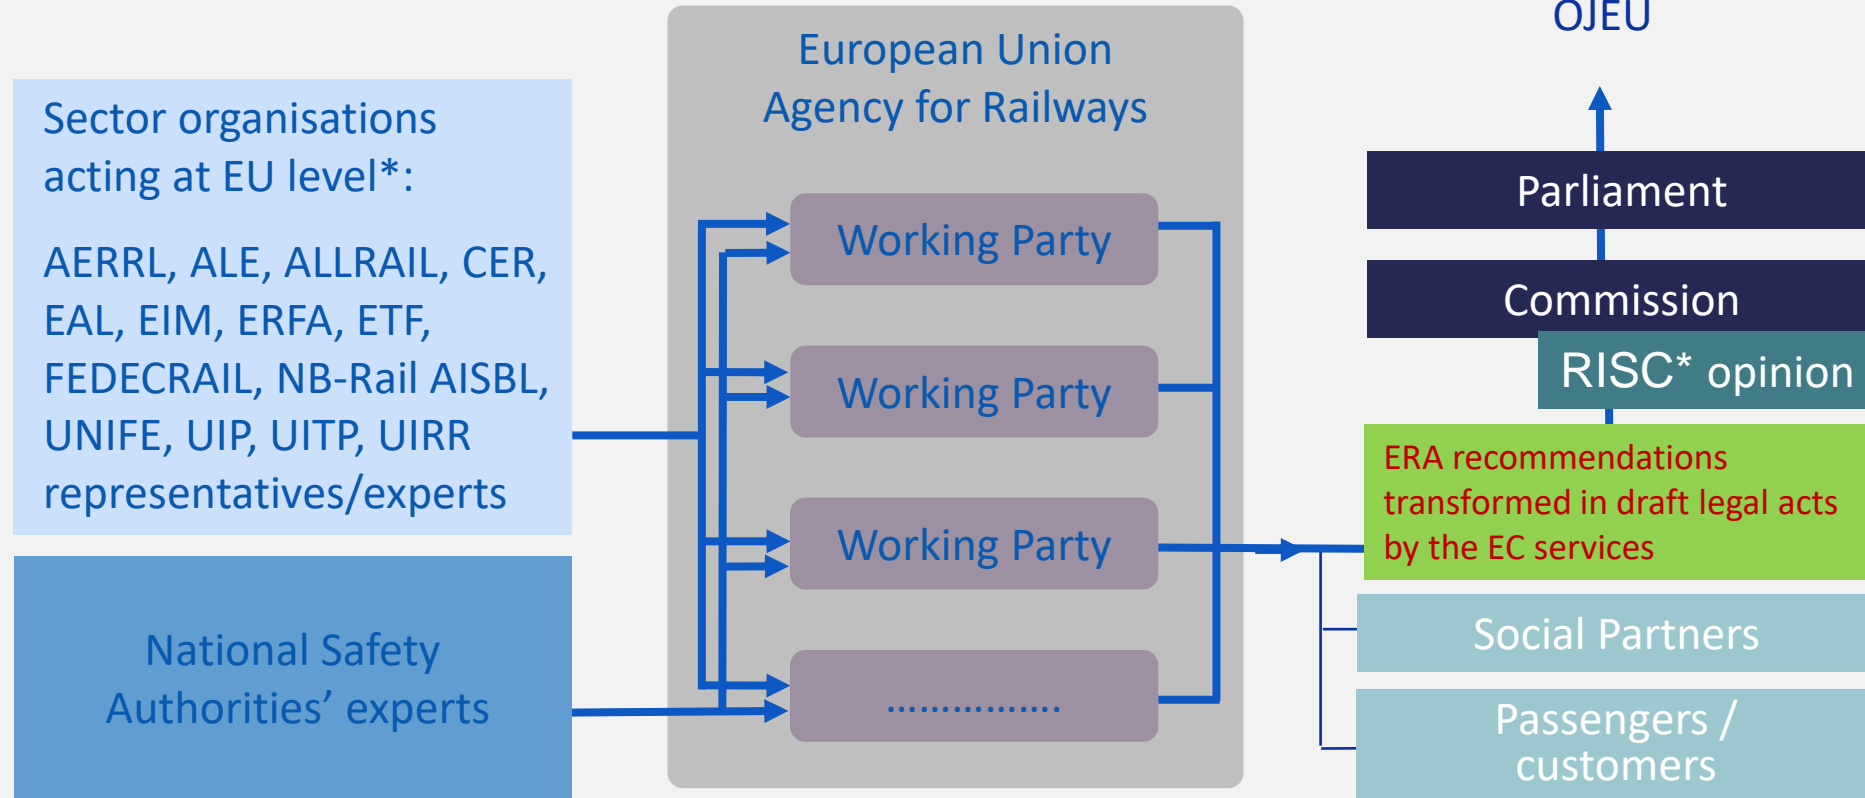 Sector organisations
acting at EU level*:
AERRL, ALE, ALLRAIL, CER,
EAL, EIM, ERFA, ETF,
FEDECRAIL, NB-Rail AISBL,
UNIFE, UIP, UITP, UIRR
representatives/experts
National Safety
Authorities’ experts
European Union
Agency for Railways
Working Party
Working Party
Working Party
................
OJEU
Parliament
Commission
RISC* opinion
ERA recommendations
transformed in draft legal acts
by the EC services
Social Partners
Passengers /
customers